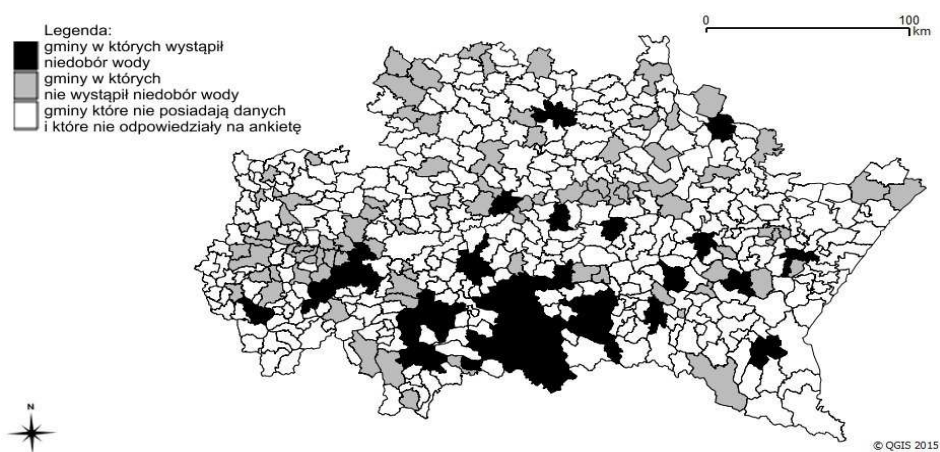 Legenda:
gminy w których wystąpił
niedobór wody
gminy w których
nie wystąpił niedobór wody
gminy które nie posiadają danych
i które nie odpowiedziały na ankietę
0 100
km
N
© QGIS 2015